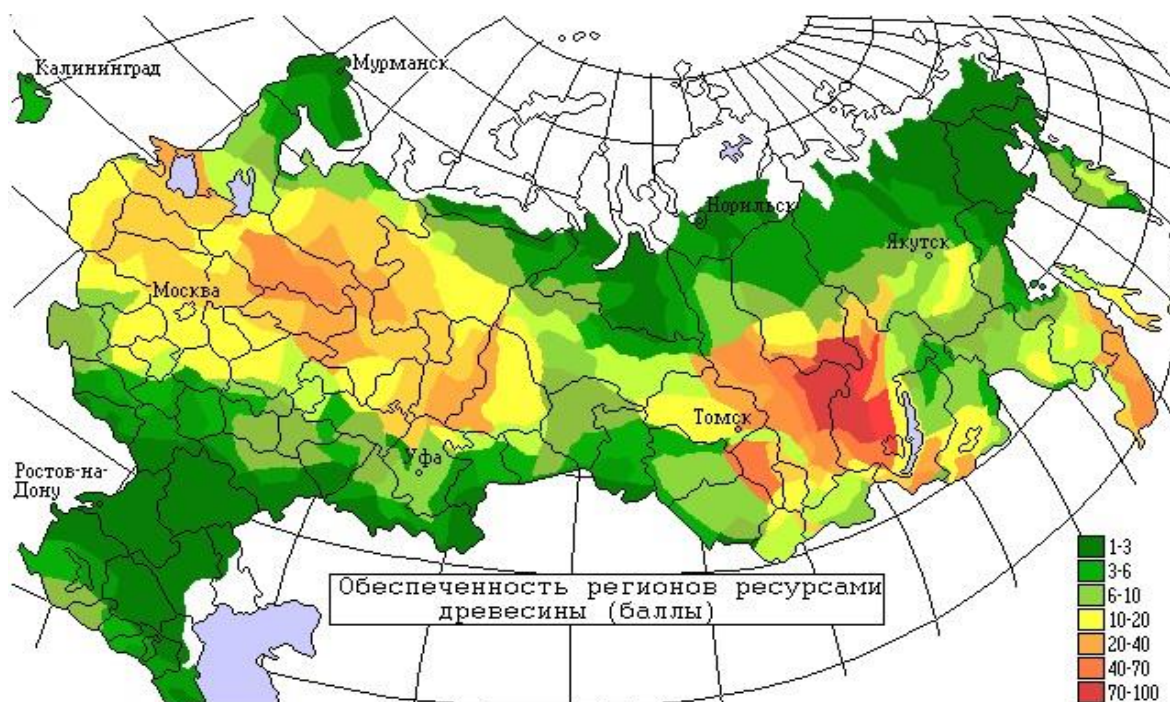 Калининград
Мурманск
Норильск
Якутск
Москва
Томск
Уфа
Ростов-на-
Дону
Обеспеченность регионов ресурсами
древесины (баллы)
1-3
3-6
6-10
10-20
20-40
40-70
70-100